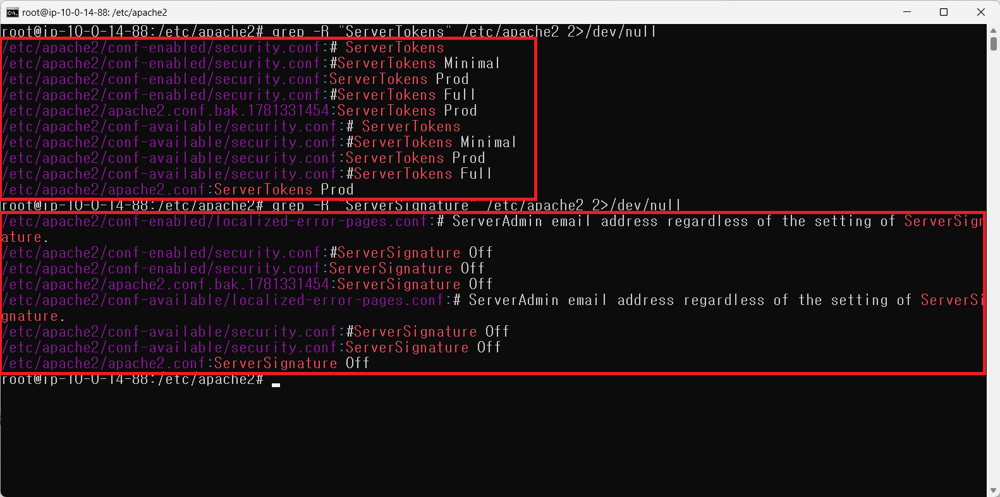 root@ip-10-0-14-88: /etc/apache2
root@ip-10-0-14-88:/etc/apache2# grep -R "ServerTokens" /etc/apache2 2>/dev/null
/etc/apache2/conf-enabled/security.conf:# ServerTokens
/etc/apache2/conf-enabled/security.conf:#ServerTokens Minimal
/etc/apache2/conf-enabled/security.conf:ServerTokens Prod
/etc/apache2/conf-enabled/security.conf:#ServerTokens Full
/etc/apache2/apache2.conf.bak.1781331454:ServerTokens Prod
/etc/apache2/conf-available/security.conf:# ServerTokens
/etc/apache2/conf-available/security.conf:#ServerTokens Minimal
/etc/apache2/conf-available/security.conf:ServerTokens Prod
/etc/apache2/conf-available/security.conf:#ServerTokens Full
/etc/apache2/apache2.conf:ServerTokens Prod
root@ip-10-0-14-88:/etc/apache2# grep -R "ServerSignature" /etc/apache2 2>/dev/null
/etc/apache2/conf-enabled/localized-error-pages.conf:# ServerAdmin email address regardless of the setting of ServerSign
ature.
/etc/apache2/conf-enabled/security.conf:#ServerSignature Off
/etc/apache2/conf-enabled/security.conf:ServerSignature Off
/etc/apache2/apache2.conf.bak.1781331454:ServerSignature Off
/etc/apache2/conf-available/localized-error-pages.conf:# ServerAdmin email address regardless of the setting of ServerSi
gnature.
/etc/apache2/conf-available/security.conf:#ServerSignature Off
/etc/apache2/conf-available/security.conf:ServerSignature Off
/etc/apache2/apache2.conf:ServerSignature Off
root@ip-10-0-14-88:/etc/apache2#